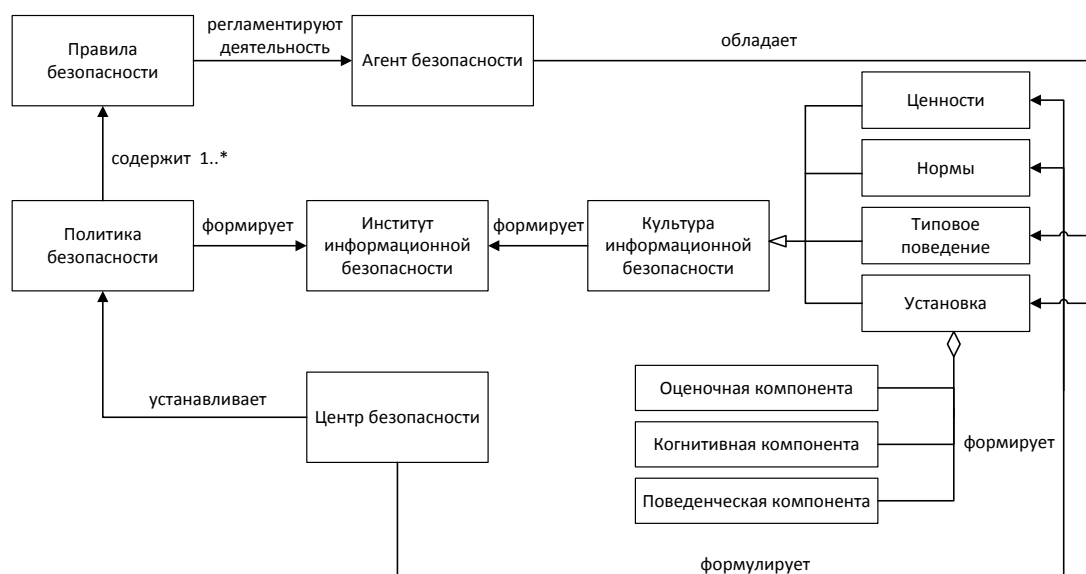 Правила
безопасности
регламентируют
деятельность
Агент безопасности
обладает
Ценности
содержит 1..*
Нормы
Политика
безопасности
формирует
Институт
информационной
безопасности
формирует
Культура
информационной
безопасности
Типовое
поведение
Установка
устанавливает
Центр безопасности
Оценочная компонента
Когнитивная компонента
формирует
Поведенческая компонента
формулирует